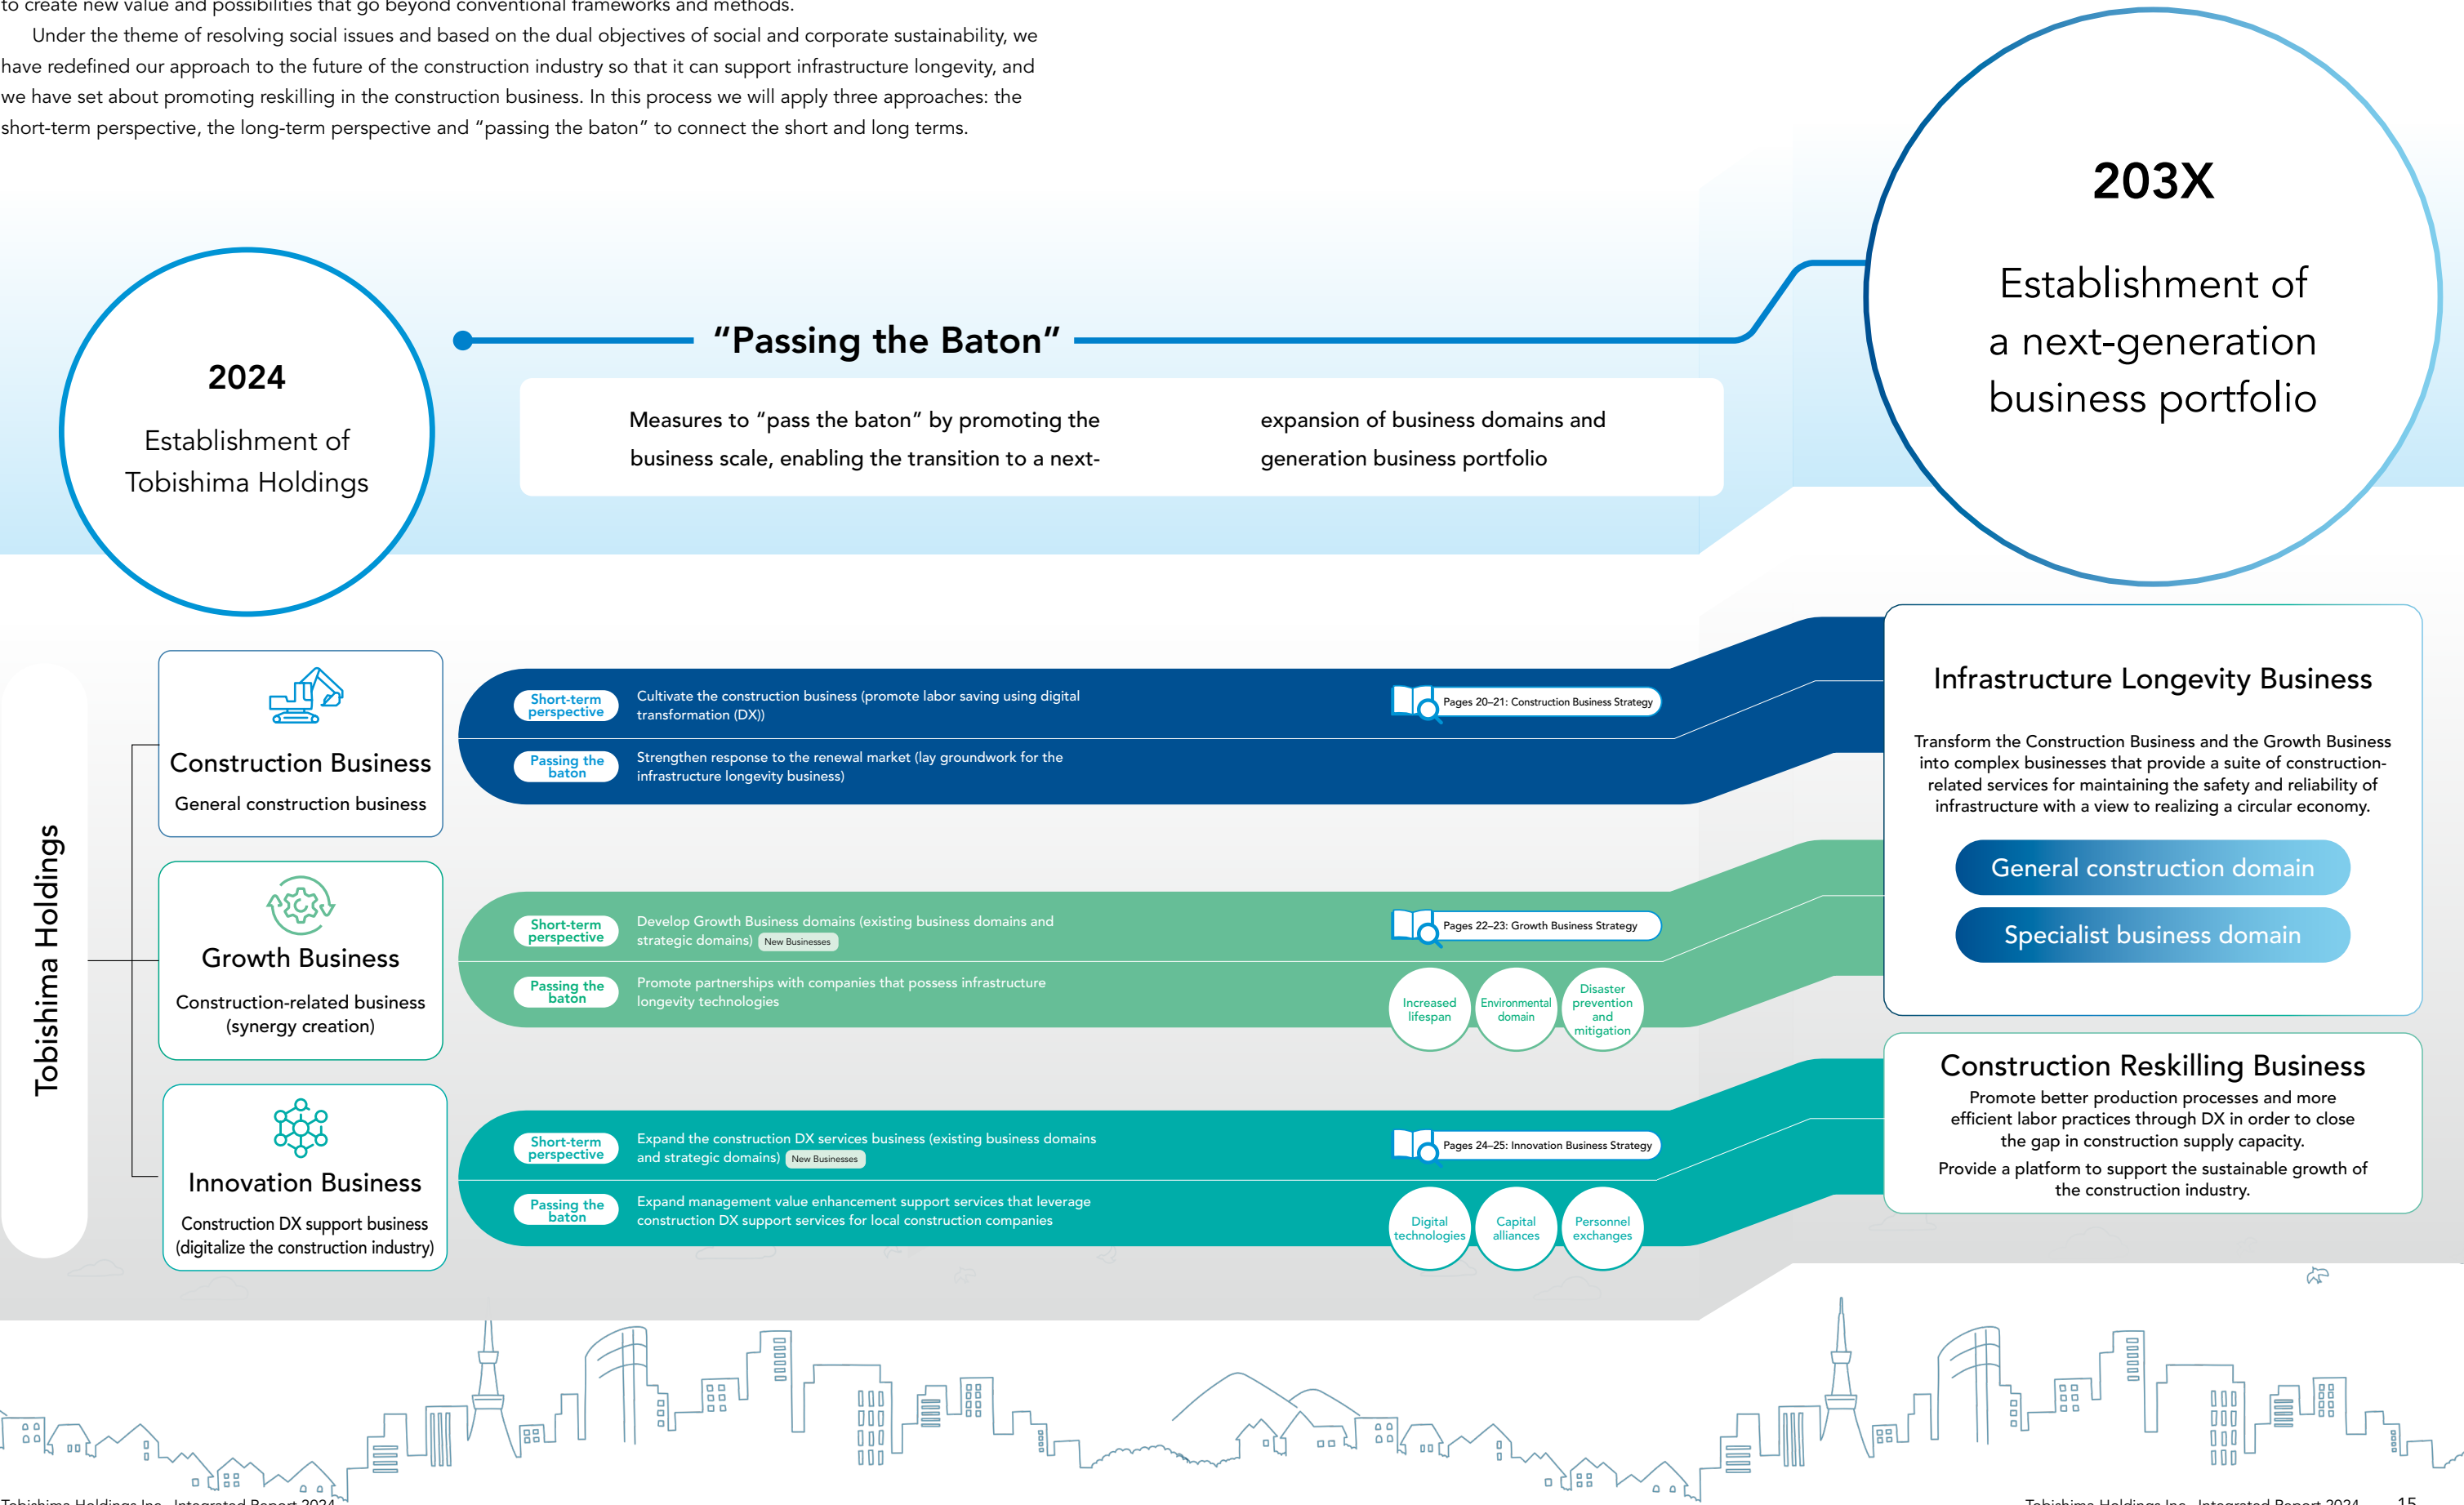 to create new value and possibilities that go beyond conventional frameworks and methods.
Under the theme of resolving social issues and based on the dual objectives of social and corporate sustainability, we
have redefined our approach to the future of the construction industry so that it can support infrastructure longevity, and
we have set about promoting reskilling in the construction business. In this process we will apply three approaches: the
short-term perspective, the long-term perspective and “passing the baton” to connect the short and long terms.
2024
Establishment of
Tobishima Holdings
“Passing the Baton”
Measures to “pass the baton” by promoting the
business scale, enabling the transition to a next-
expansion of business domains and
generation business portfolio
203X
Establishment of
a next-generation
business portfolio
Tobishima Holdings
Construction Business
General construction business
Short-term
perspective
Cultivate the construction business (promote labor saving using digital
transformation (DX))
Pages 20–21: Construction Business Strategy
Passing the
baton
Strengthen response to the renewal market (lay groundwork for the
infrastructure longevity business)
Growth Business
Construction-related business
(synergy creation)
Short-term
perspective
Develop Growth Business domains (existing business domains and
strategic domains) New Businesses
Pages 22–23: Growth Business Strategy
Passing the
baton
Promote partnerships with companies that possess infrastructure
longevity technologies
Increased
lifespan
Environmental
domain
Disaster
prevention
and
mitigation
Innovation Business
Construction DX support business
(digitalize the construction industry)
Short-term
perspective
Expand the construction DX services business (existing business domains
and strategic domains) New Businesses
Pages 24–25: Innovation Business Strategy
Passing the
baton
Expand management value enhancement support services that leverage
construction DX support services for local construction companies
Digital
technologies
Capital
alliances
Personnel
exchanges
Infrastructure Longevity Business
Transform the Construction Business and the Growth Business
into complex businesses that provide a suite of construction-
related services for maintaining the safety and reliability of
infrastructure with a view to realizing a circular economy.
General construction domain
Specialist business domain
Construction Reskilling Business
Promote better production processes and more
efficient labor practices through DX in order to close
the gap in construction supply capacity.
Provide a platform to support the sustainable growth of
the construction industry.
Tobishima Holdings Inc. Integrated Report 2024
Tobishima Holdings Inc. Integrated Report 2024 15